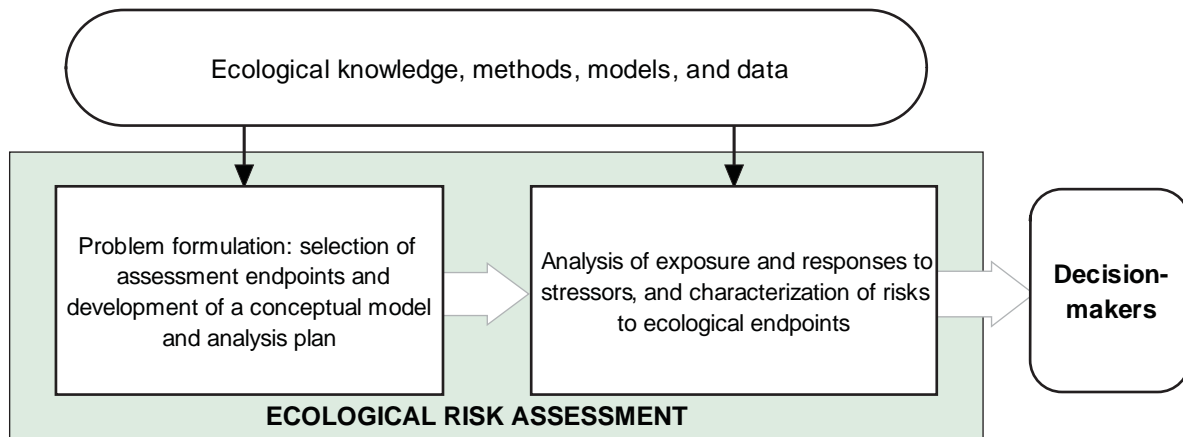 Ecological knowledge, methods, models, and data
Problem formulation: selection of
assessment endpoints and
development of a conceptual model
and analysis plan
Analysis of exposure and responses to
stressors, and characterization of risks
to ecological endpoints
Decision-
makers
ECOLOGICAL RISK ASSESSMENT